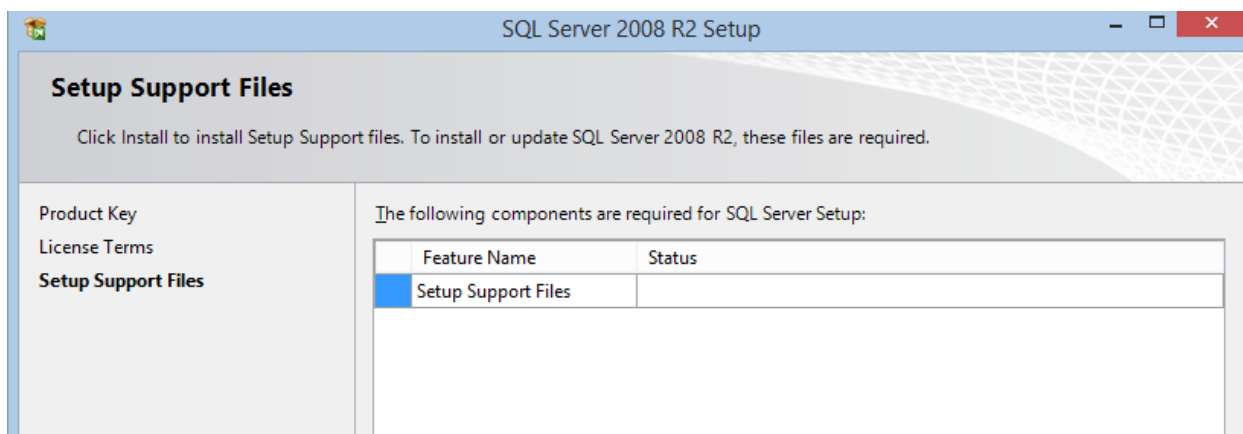 SQL Server 2008 R2 Setup
Setup Support Files
Click Install to install Setup Support files. To install or update SQL Server 2008 R2, these files are required.
Product Key
License Terms
Setup Support Files
The following components are required for SQL Server Setup:
Feature Name Status
Setup Support Files